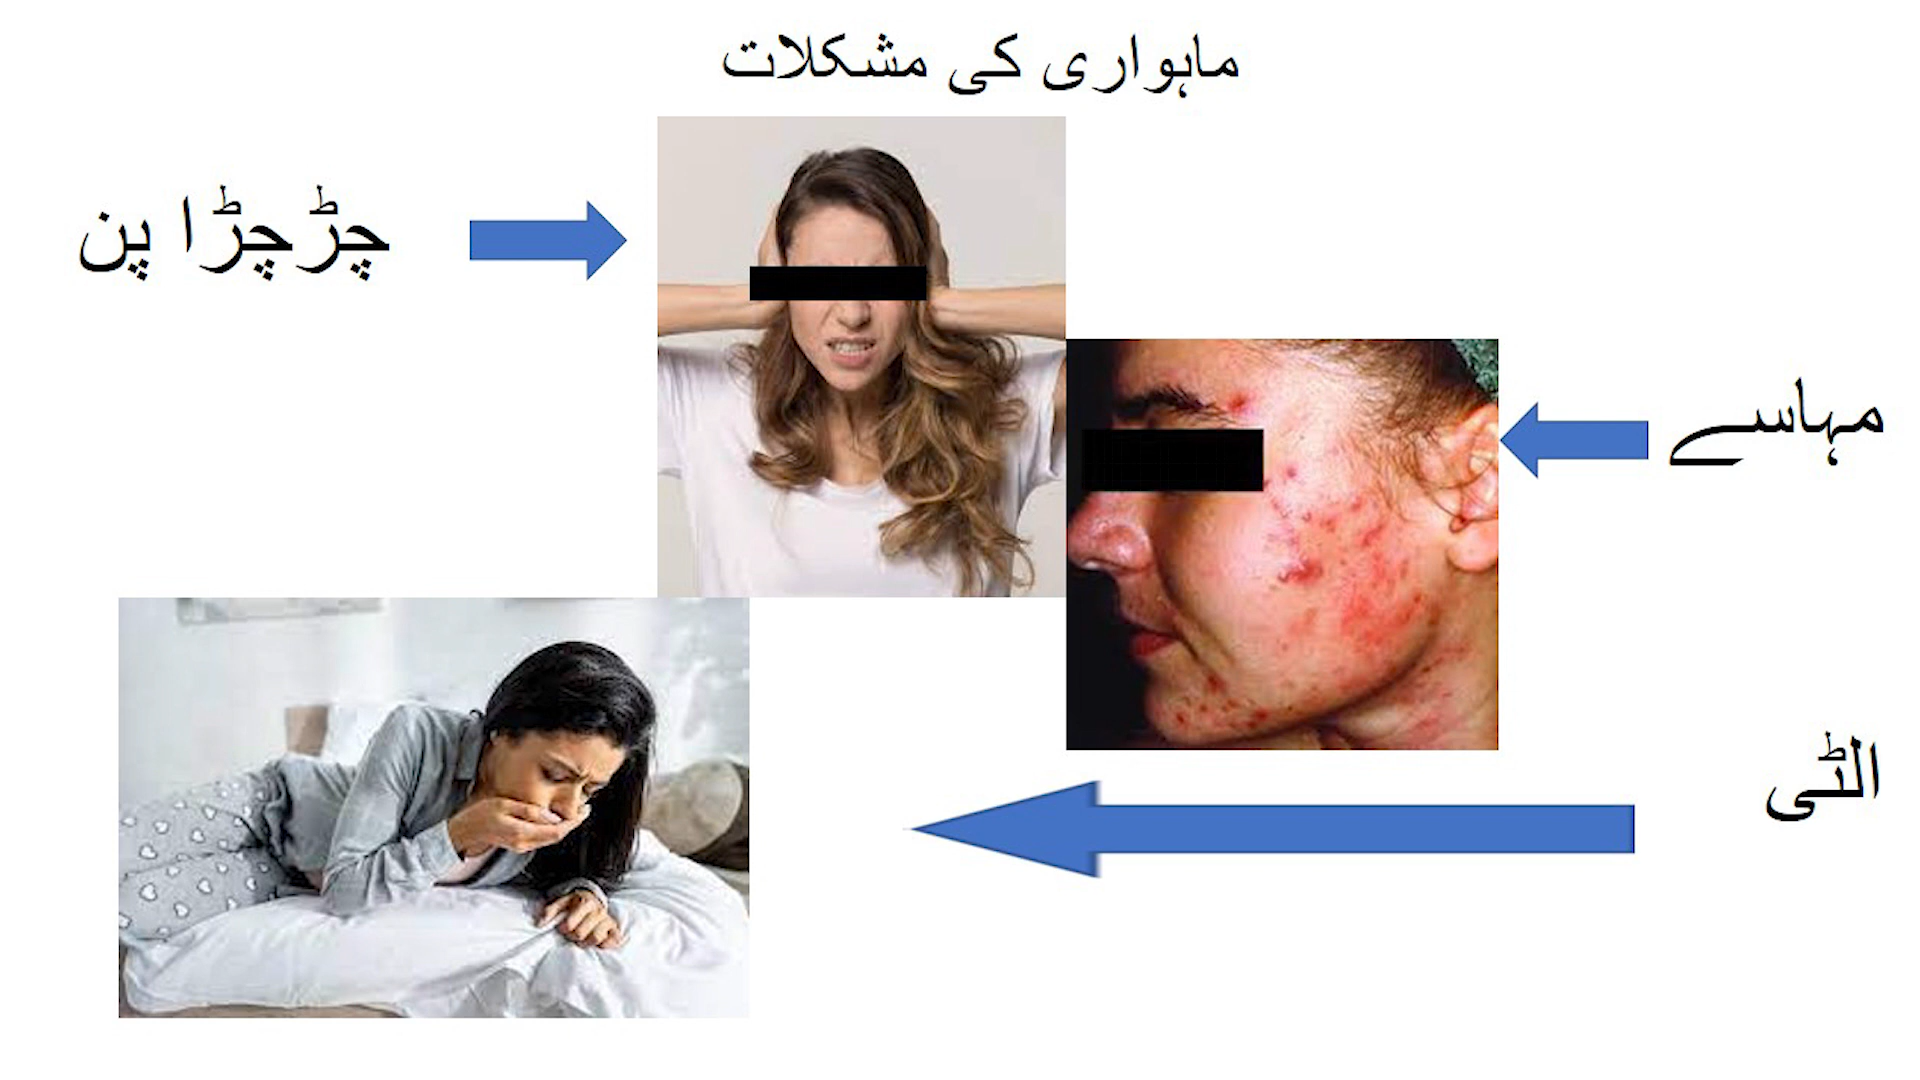 ماہواری کی مشکلات
چڑچڑا پن
مہاسے
الٹی